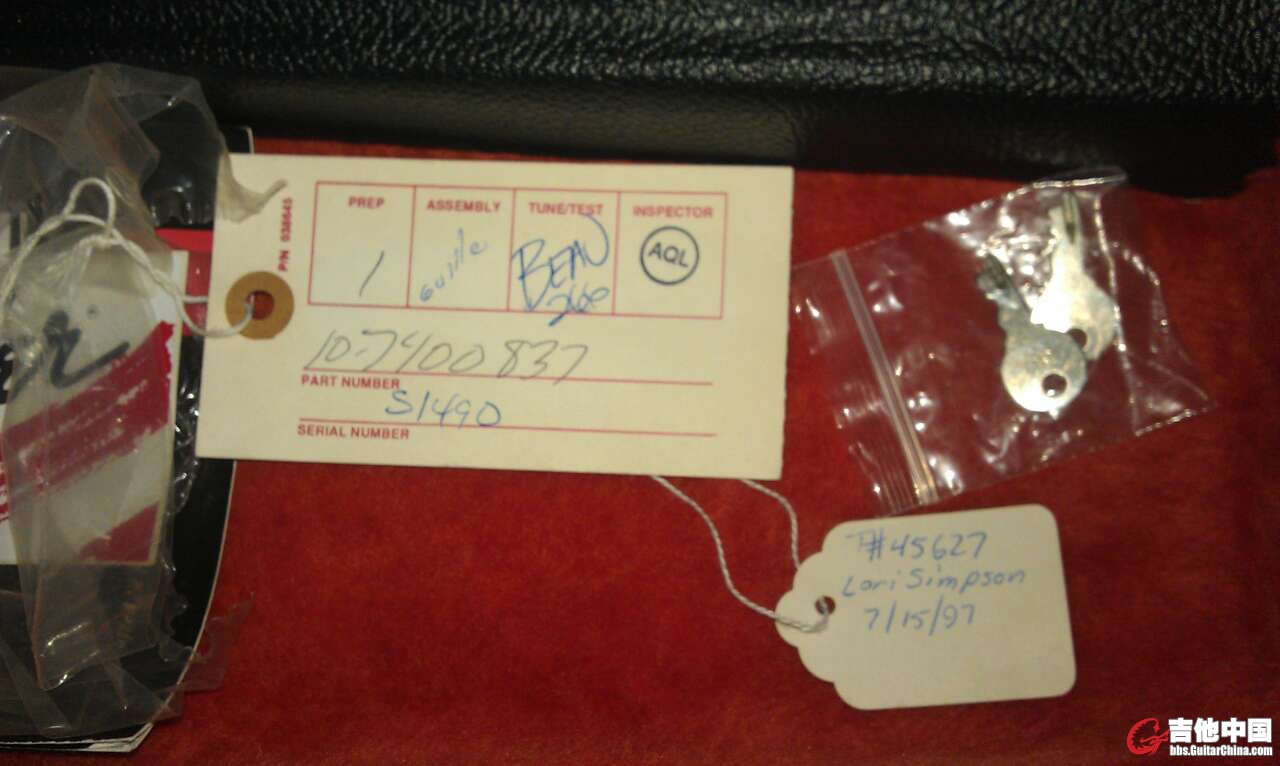 P/N 038645
PREP ASSEMBLY TUNE/TEST INSPECTOR
1 BEAU AQL
10-7400837
PART NUMBER
S1490
SERIAL NUMBER
T#45627
Lori Simpson
7/15/97
吉他中国
bbs.GuitarChina.com